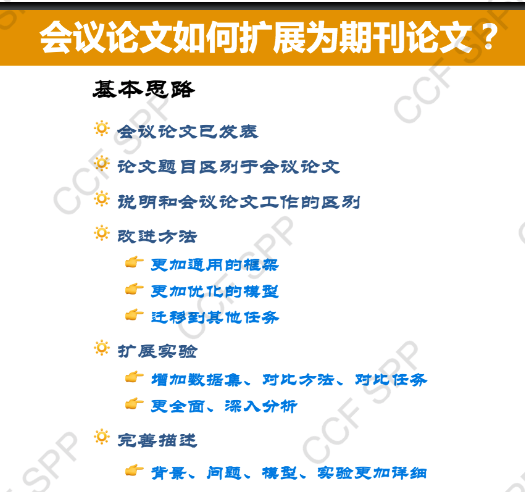 会议论文如何扩展为期刊论文？
基本思路
会议论文已发表
论文题目区别于会议论文
说明和会议论文工作的区别
改进方法
更加通用的框架
更加优化的模型
迁移到其他任务
扩展实验
增加数据集、对比方法、对比任务
更全面、深入分析
完善描述
背景、问题、模型、实验更加详细
CCF SPP
CCF SPP
CCF SPP
CCF SPP
CCF SPP
SPP